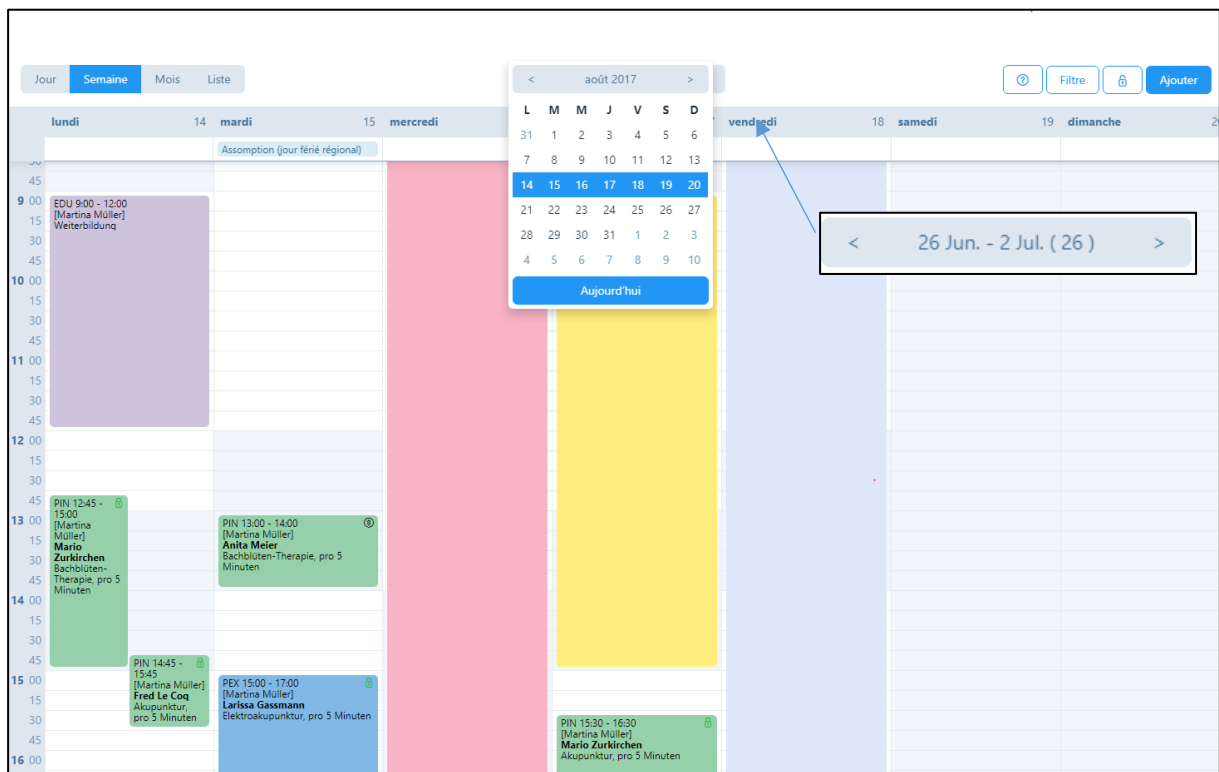 Jour Semaine Mois Liste
< août 2017 >
Filtre Ajouter
lundi 14 mardi 15 mercredi vendredi 18 samedi 19 dimanche
Assomption (jour férié régional)
L M M J V S D
31 1 2 3 4 5 6
7 8 9 10 11 12 13
14 15 16 17 18 19 20
21 22 23 24 25 26 27
28 29 30 31 1 2 3
4 5 6 7 8 9 10
Aujourd'hui
< 26 Jun. - 2 Jul. ( 26 ) >
45
9 00
15
30
45
10 00
15
30
45
11 00
15
30
45
12 00
15
30
45
13 00
15
30
45
14 00
15
30
45
15 00
15
30
45
16 00
EDU 9:00 - 12:00
[Martina Müller]
Weiterbildung
PIN 12:45 -
15:00
[Martina
Müller]
Mario
Zurkirchen
Bachblüten-
Therapie, pro 5
Minuten
PIN 14:45 -
15:45
[Martina Müller]
Fred Le Coq
Akupunktur,
pro 5 Minuten
PIN 13:00 - 14:00
[Martina Müller]
Anita Meier
Bachblüten-Therapie, pro 5
Minuten
PEX 15:00 - 17:00
[Martina Müller]
Larissa Gassmann
Elektroakupunktur, pro 5 Minuten
PIN 15:30 - 16:30
[Martina Müller]
Mario Zurkirchen
Akupunktur, pro 5 Minuten